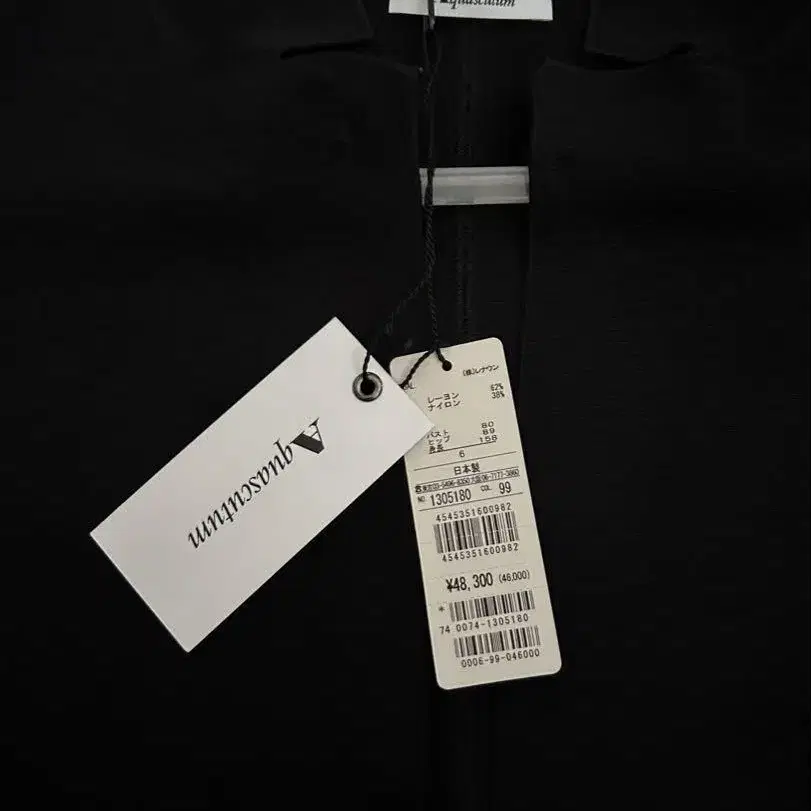 Aquascutum
Aquascutum
(株)レナウン
レーヨン 62%
ナイロン 38%
バスト 80
ヒップ 89
身長 158
6
日本製
NO. 1305180 COL. 99
4545351600982
4545351600982
¥48,300 (46,000)
*
74 0074-1305180
0006-99-046000